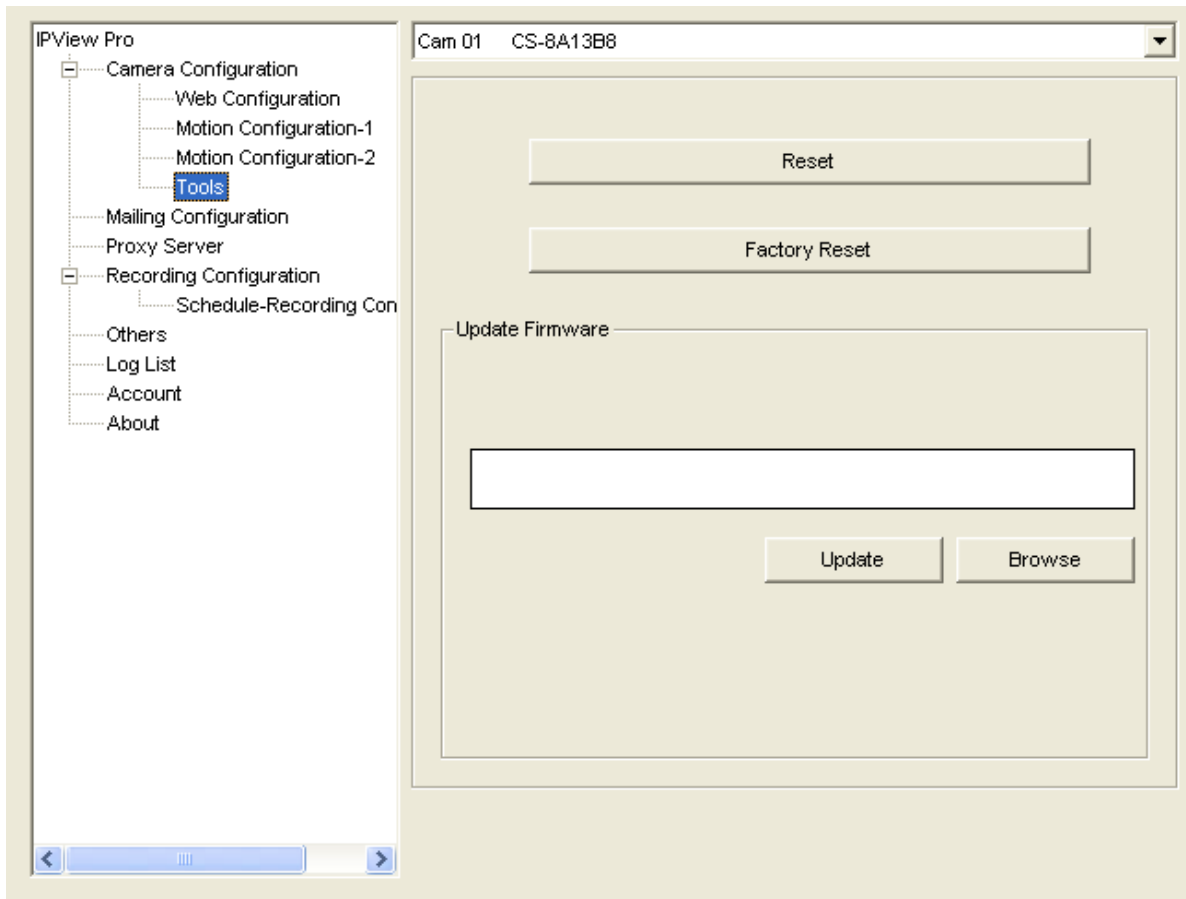 IPView Pro
Camera Configuration
Web Configuration
Motion Configuration-1
Motion Configuration-2
Tools
Mailing Configuration
Proxy Server
Recording Configuration
Schedule-Recording Con
Others
Log List
Account
About
Cam 01 CS-8A13B8
Reset
Factory Reset
Update Firmware
Update Browse